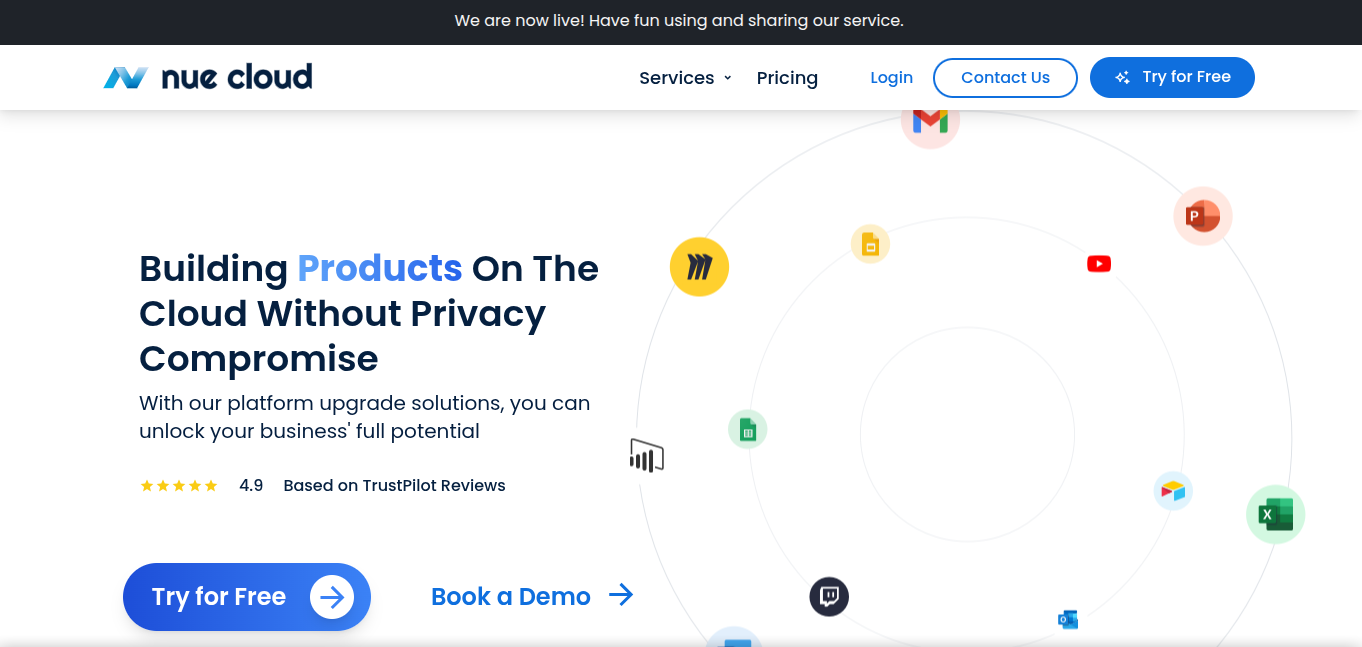 We are now live! Have fun using and sharing our service.
nue cloud
Services Pricing Login Contact Us Try for Free
Building Products On The
Cloud Without Privacy
Compromise
With our platform upgrade solutions, you can
unlock your business' full potential
4.9 Based on TrustPilot Reviews
Try for Free
Book a Demo
P
X
O